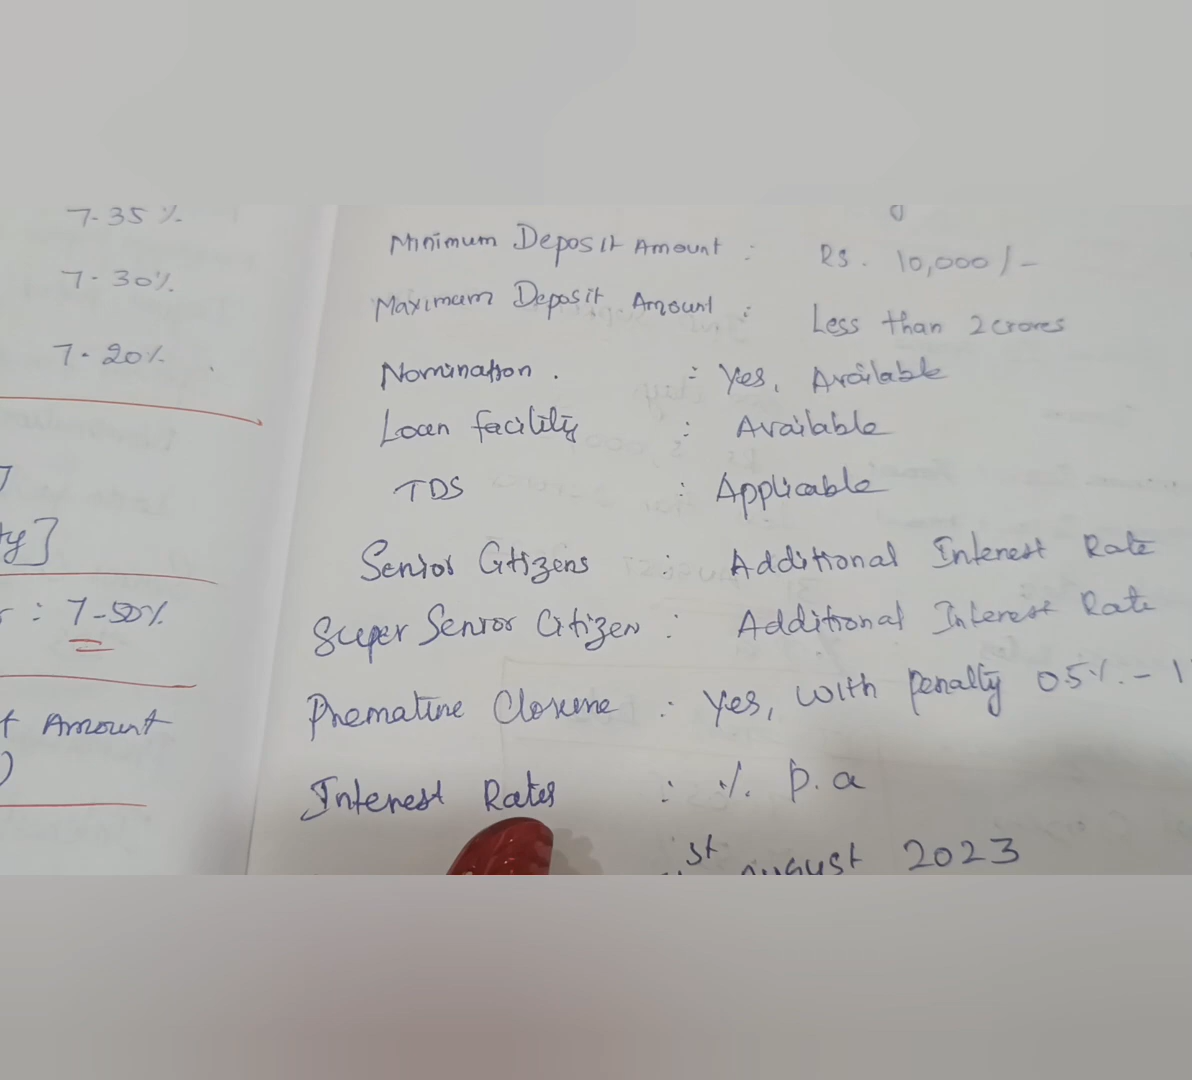 7.35 %
7.30%
7.20%
ty]
: 7.50%
Amount
)
Minimum Deposit Amount : Rs. 10,000/-
Maximum Deposit Amount : Less than 2 crores
Nomination. : Yes, Available
Loan facility : Available
TDS : Applicable
Senior Citizens : Additional Interest Rate
Super Senior Citizen : Additional Interest Rate
Premature Closure : Yes, with penalty 0.5% - 1
Interest Rates : % p.a
st August 2023